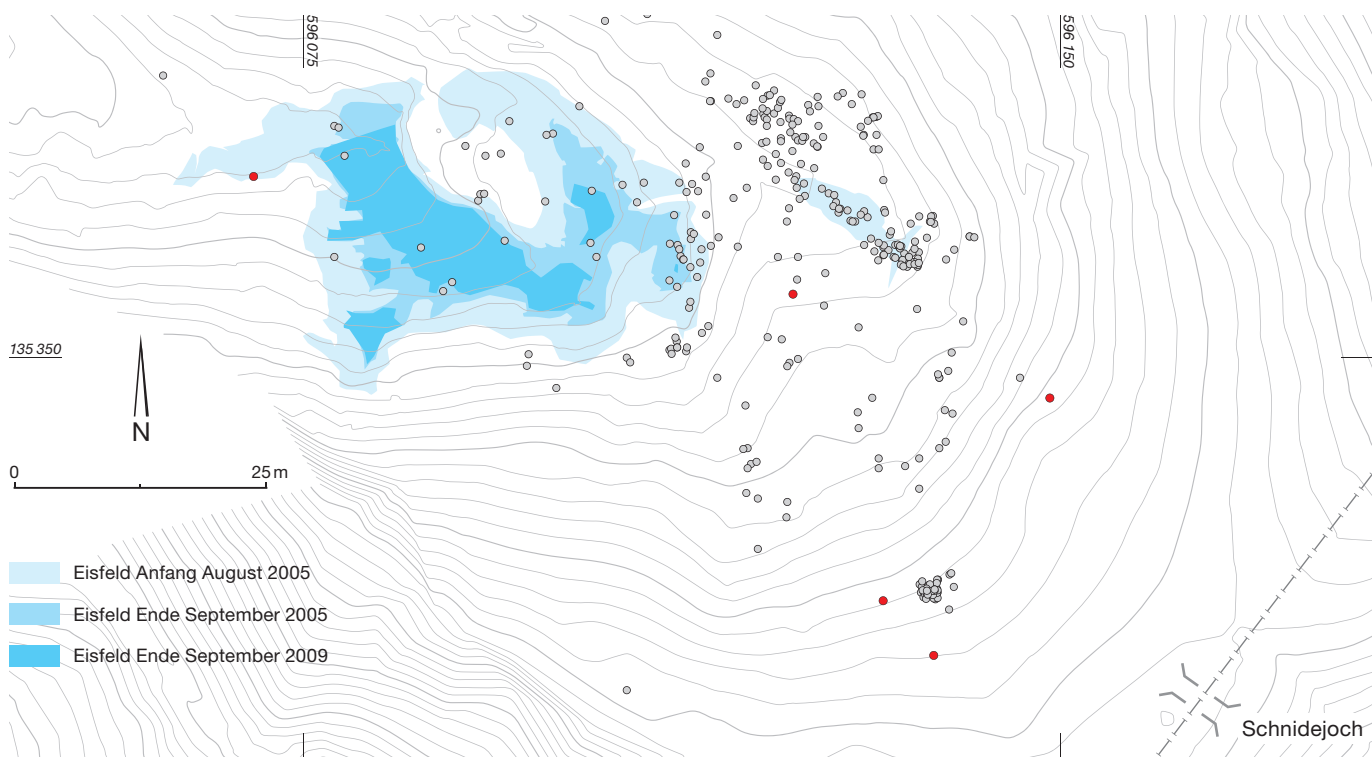 596 075
596 150
135 350
N
0 25 m
Eisfeld Anfang August 2005
Eisfeld Ende September 2005
Eisfeld Ende September 2009
Schnidejoch